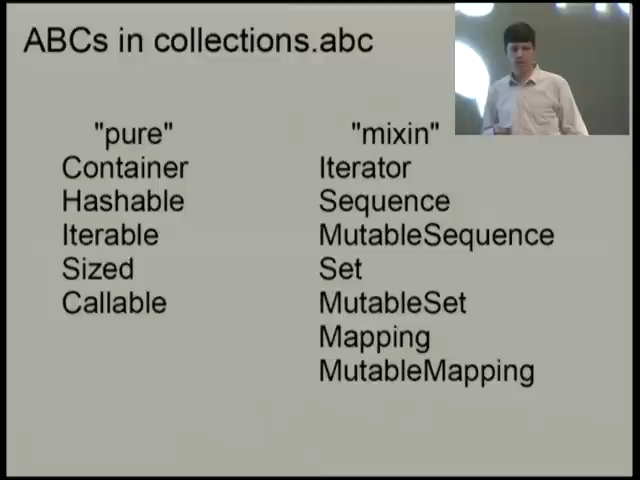 ABCs in collections.abc
"pure"
Container
Hashable
Iterable
Sized
Callable
"mixin"
Iterator
Sequence
MutableSequence
Set
MutableSet
Mapping
MutableMapping